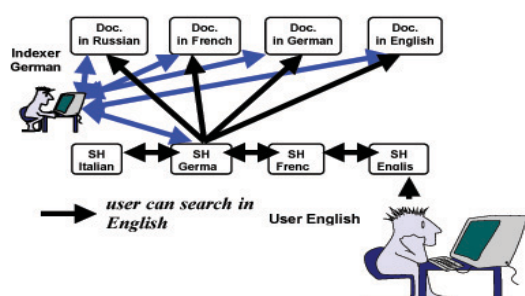 Doc.
in Russian
Doc.
in French
Doc.
in German
Doc.
in English
Indexer
German
SH
Italian
SH
Germa
SH
Frenc
SH
Englis
user can search in
English
User English